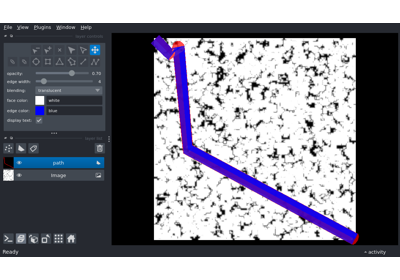 File View Plugins Window Help
opacity: 0.70
edge width: 4
blending: translucent
face color: white
edge color: blue
display text:
path
Image
Ready
activity